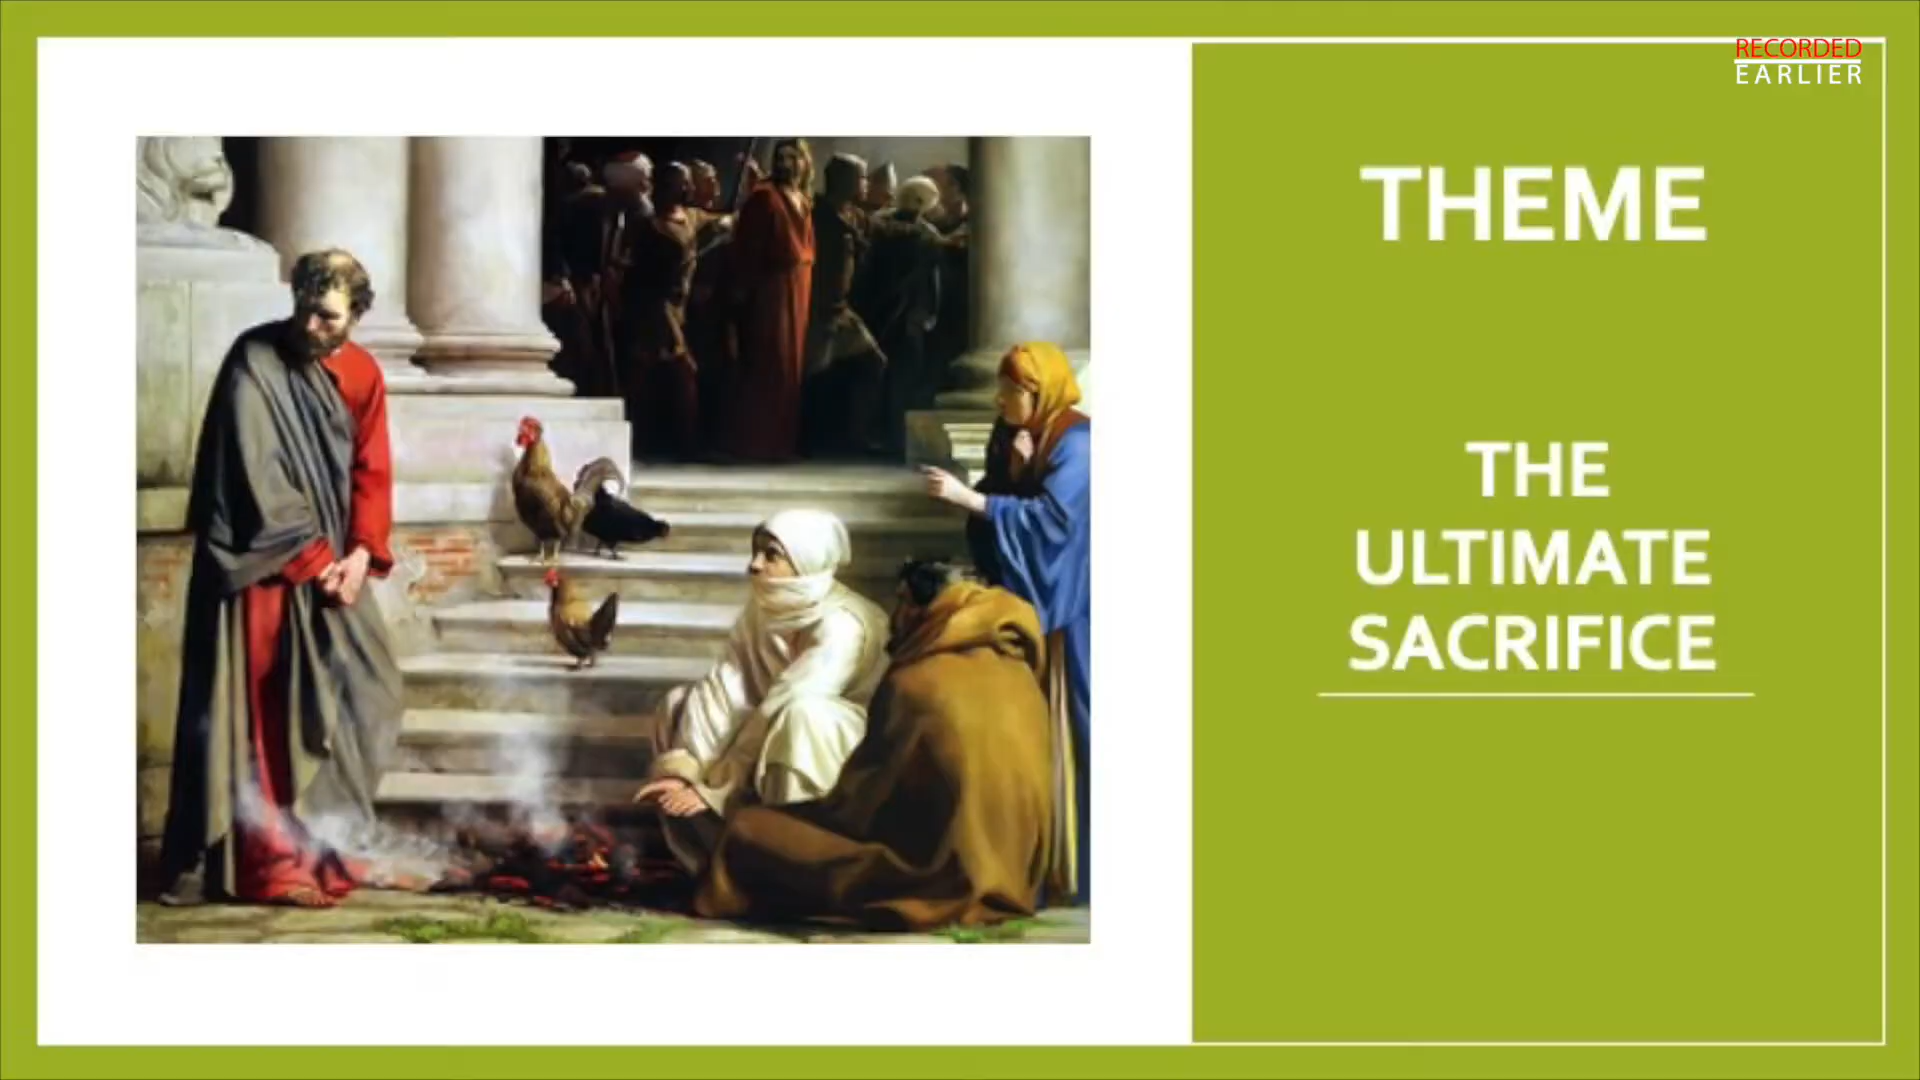 RECORDED
EARLIER
THEME
THE
ULTIMATE
SACRIFICE